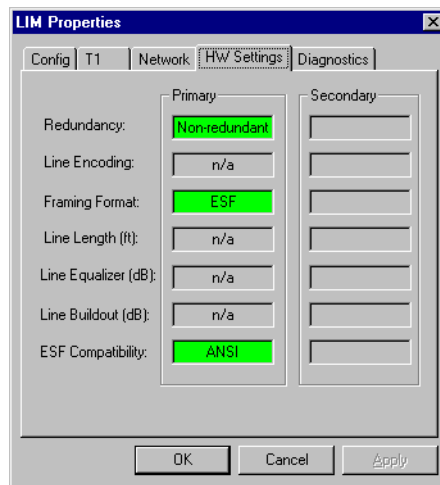 LIM Properties
Config T1 Network HW Settings Diagnostics
Primary Secondary
Redundancy: Non-redundant
Line Encoding: n/a
Framing Format: ESF
Line Length (ft): n/a
Line Equalizer (dB): n/a
Line Buildout (dB): n/a
ESF Compatibility: ANSI
OK Cancel Apply